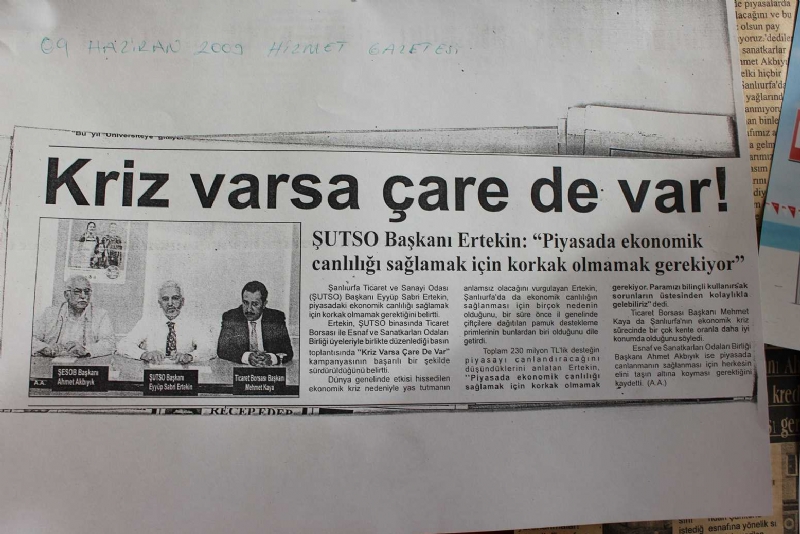 09 HAZİRAN 2009 HİZMET GAZETESİ
"Bu yıl Üniversiteye
Kriz varsa çare de var!
ŞUTSO Başkanı Ertekin: “Piyasada ekonomik
canlılığı sağlamak için korkak olmamak gerekiyor”
ŞESOB Başkanı
Ahmet Akbıyık
ŞUTSO Başkanı
Eyyüp Sabri Ertekin
Ticaret Borsası Başkanı
Mehmet Kaya
A.A.
Şanlıurfa Ticaret ve Sanayi Odası
(ŞUTSO) Başkanı Eyyüp Sabri Ertekin,
piyasadaki ekonomik canlılığı sağlamak
için korkak olmamak gerektiğini belirtti.
Ertekin, ŞUTSO binasında Ticaret
Borsası ile Esnaf ve Sanatkarları Odaları
Birliği üyeleriyle birlikte düzenlediği basın
toplantısında "Kriz Varsa Çare De Var"
kampanyasının başarılı bir şekilde
sürdürüldüğünü belirtti.
Dünya genelinde etkisi hissedilen
ekonomik kriz nedeniyle yas tutmanın
anlamsız olacağını vurgulayan Ertekin,
Şanlıurfa'da da ekonomik canlılığın
sağlanması için birçok nedenin
olduğunu, bir süre önce il genelinde
çiftçilere dağıtılan pamuk destekleme
primlerinin bunlardan biri olduğunu dile
getirdi.
Toplam 230 milyon TL'lik desteğin
piyasayı canlandıracağını
düşündüklerini anlatan Ertekin,
"Piyasada ekonomik canlılığı
sağlamak için korkak olmamak
gerekiyor. Paramızı bilinçli kullanırsak
sorunların üstesinden kolaylıkla
gelebiliriz" dedi.
Ticaret Borsası Başkanı Mehmet
Kaya da Şanlıurfa'nın ekonomik kriz
sürecinde bir çok kente oranla daha iyi
konumda olduğunu söyledi.
Esnaf ve Sanatkarları Odaları Birliği
Başkanı Ahmet Akbıyık ise piyasada
canlanmanın sağlanması için herkesin
elini taşın altına koyması gerektiğini
kaydetti. (A.A.)